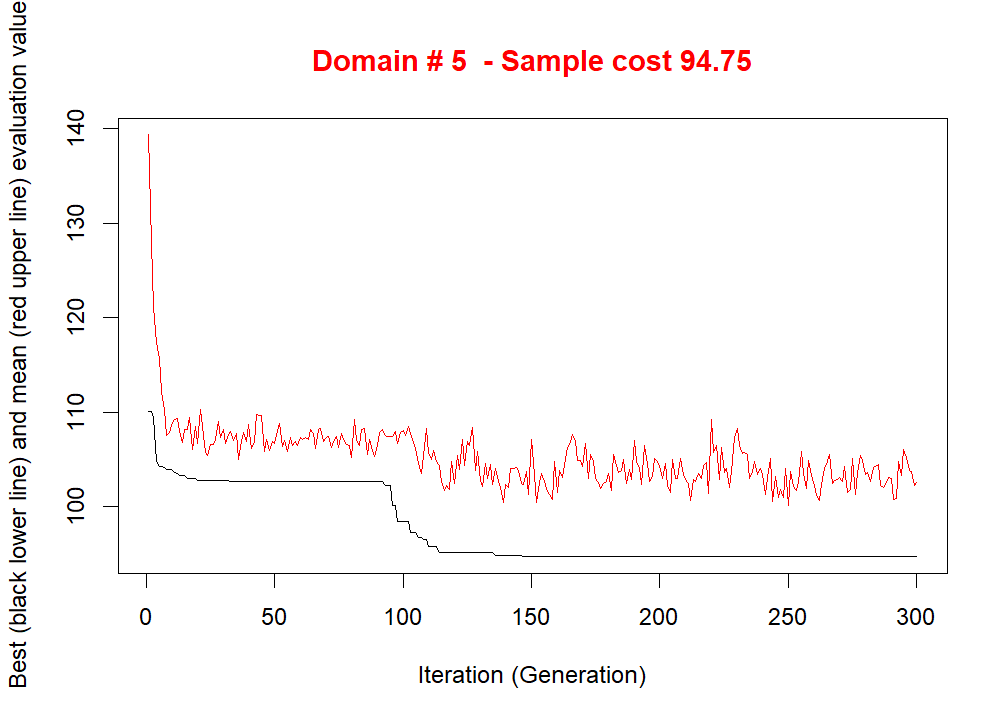 Domain # 5  - Sample cost 94.75
Best (black lower line) and mean (red upper line) evaluation value
140
130
120
110
100
0 50 100 150 200 250 300
Iteration (Generation)